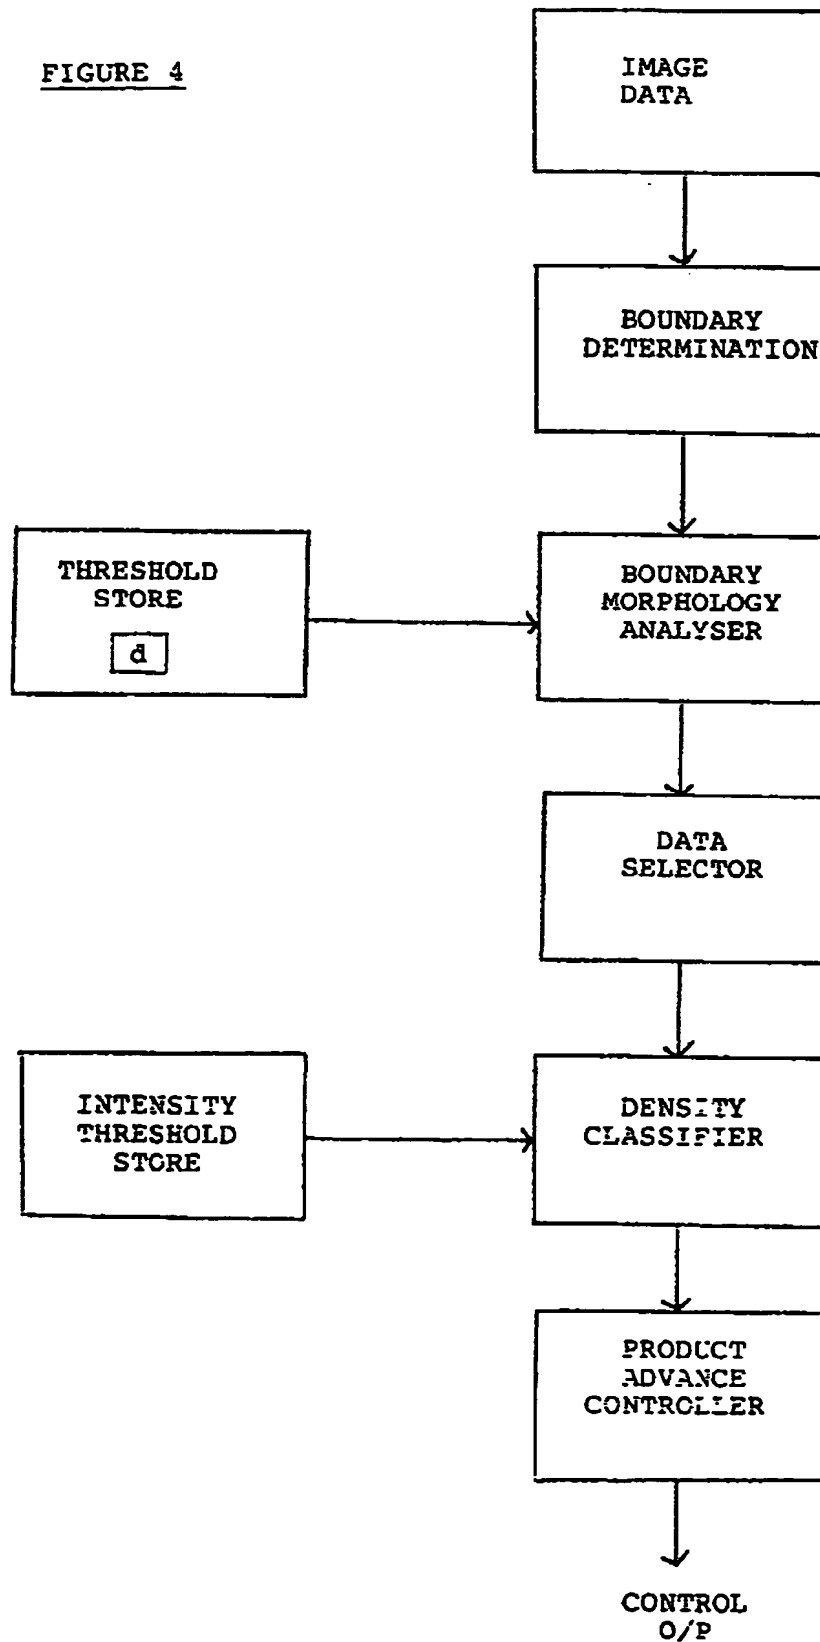 FIGURE 4
IMAGE
DATA
BOUNDARY
DETERMINATION
THRESHOLD
STORE
d
BOUNDARY
MORPHOLOGY
ANALYSER
DATA
SELECTOR
INTENSITY
THRESHOLD
STORE
DENSITY
CLASSIFIER
PRODUCT
ADVANCE
CONTROLLER
CONTROL
O/P